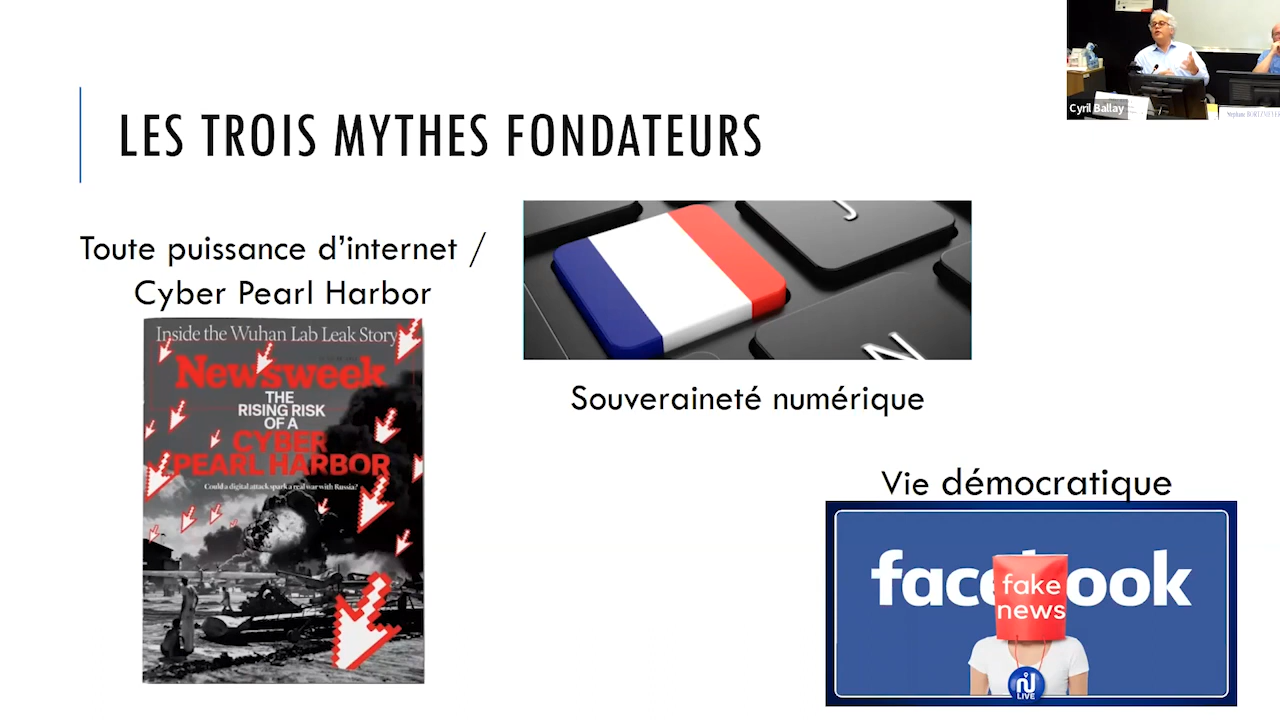 LES TROIS MYTHES FONDATEURS
Cyril Ballay
Toute puissance d’internet /
Cyber Pearl Harbor
Inside the Wuhan Lab Leak Story
Newsweek
THE
RISING RISK
OF A
CYBER
PEARL HARBOR
Could a digital attack spark a real war with Russia?
J
N
Souveraineté numérique
Vie démocratique
facebook
fake
news
LIVE